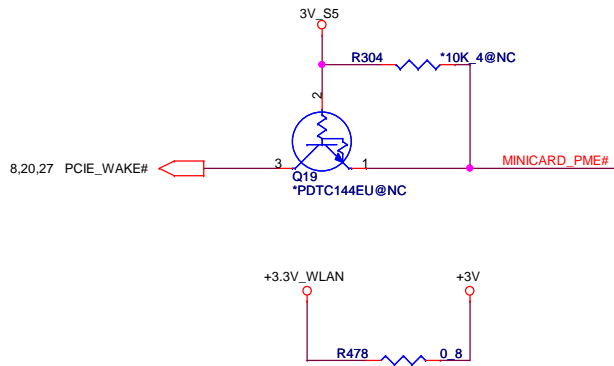 3V_S5
R304 *10K_4@NC
2
8,20,27 PCIE_WAKE# 3 1 MINICARD_PME#
Q19
*PDTC144EU@NC
+3.3V_WLAN +3V
R478 0_8